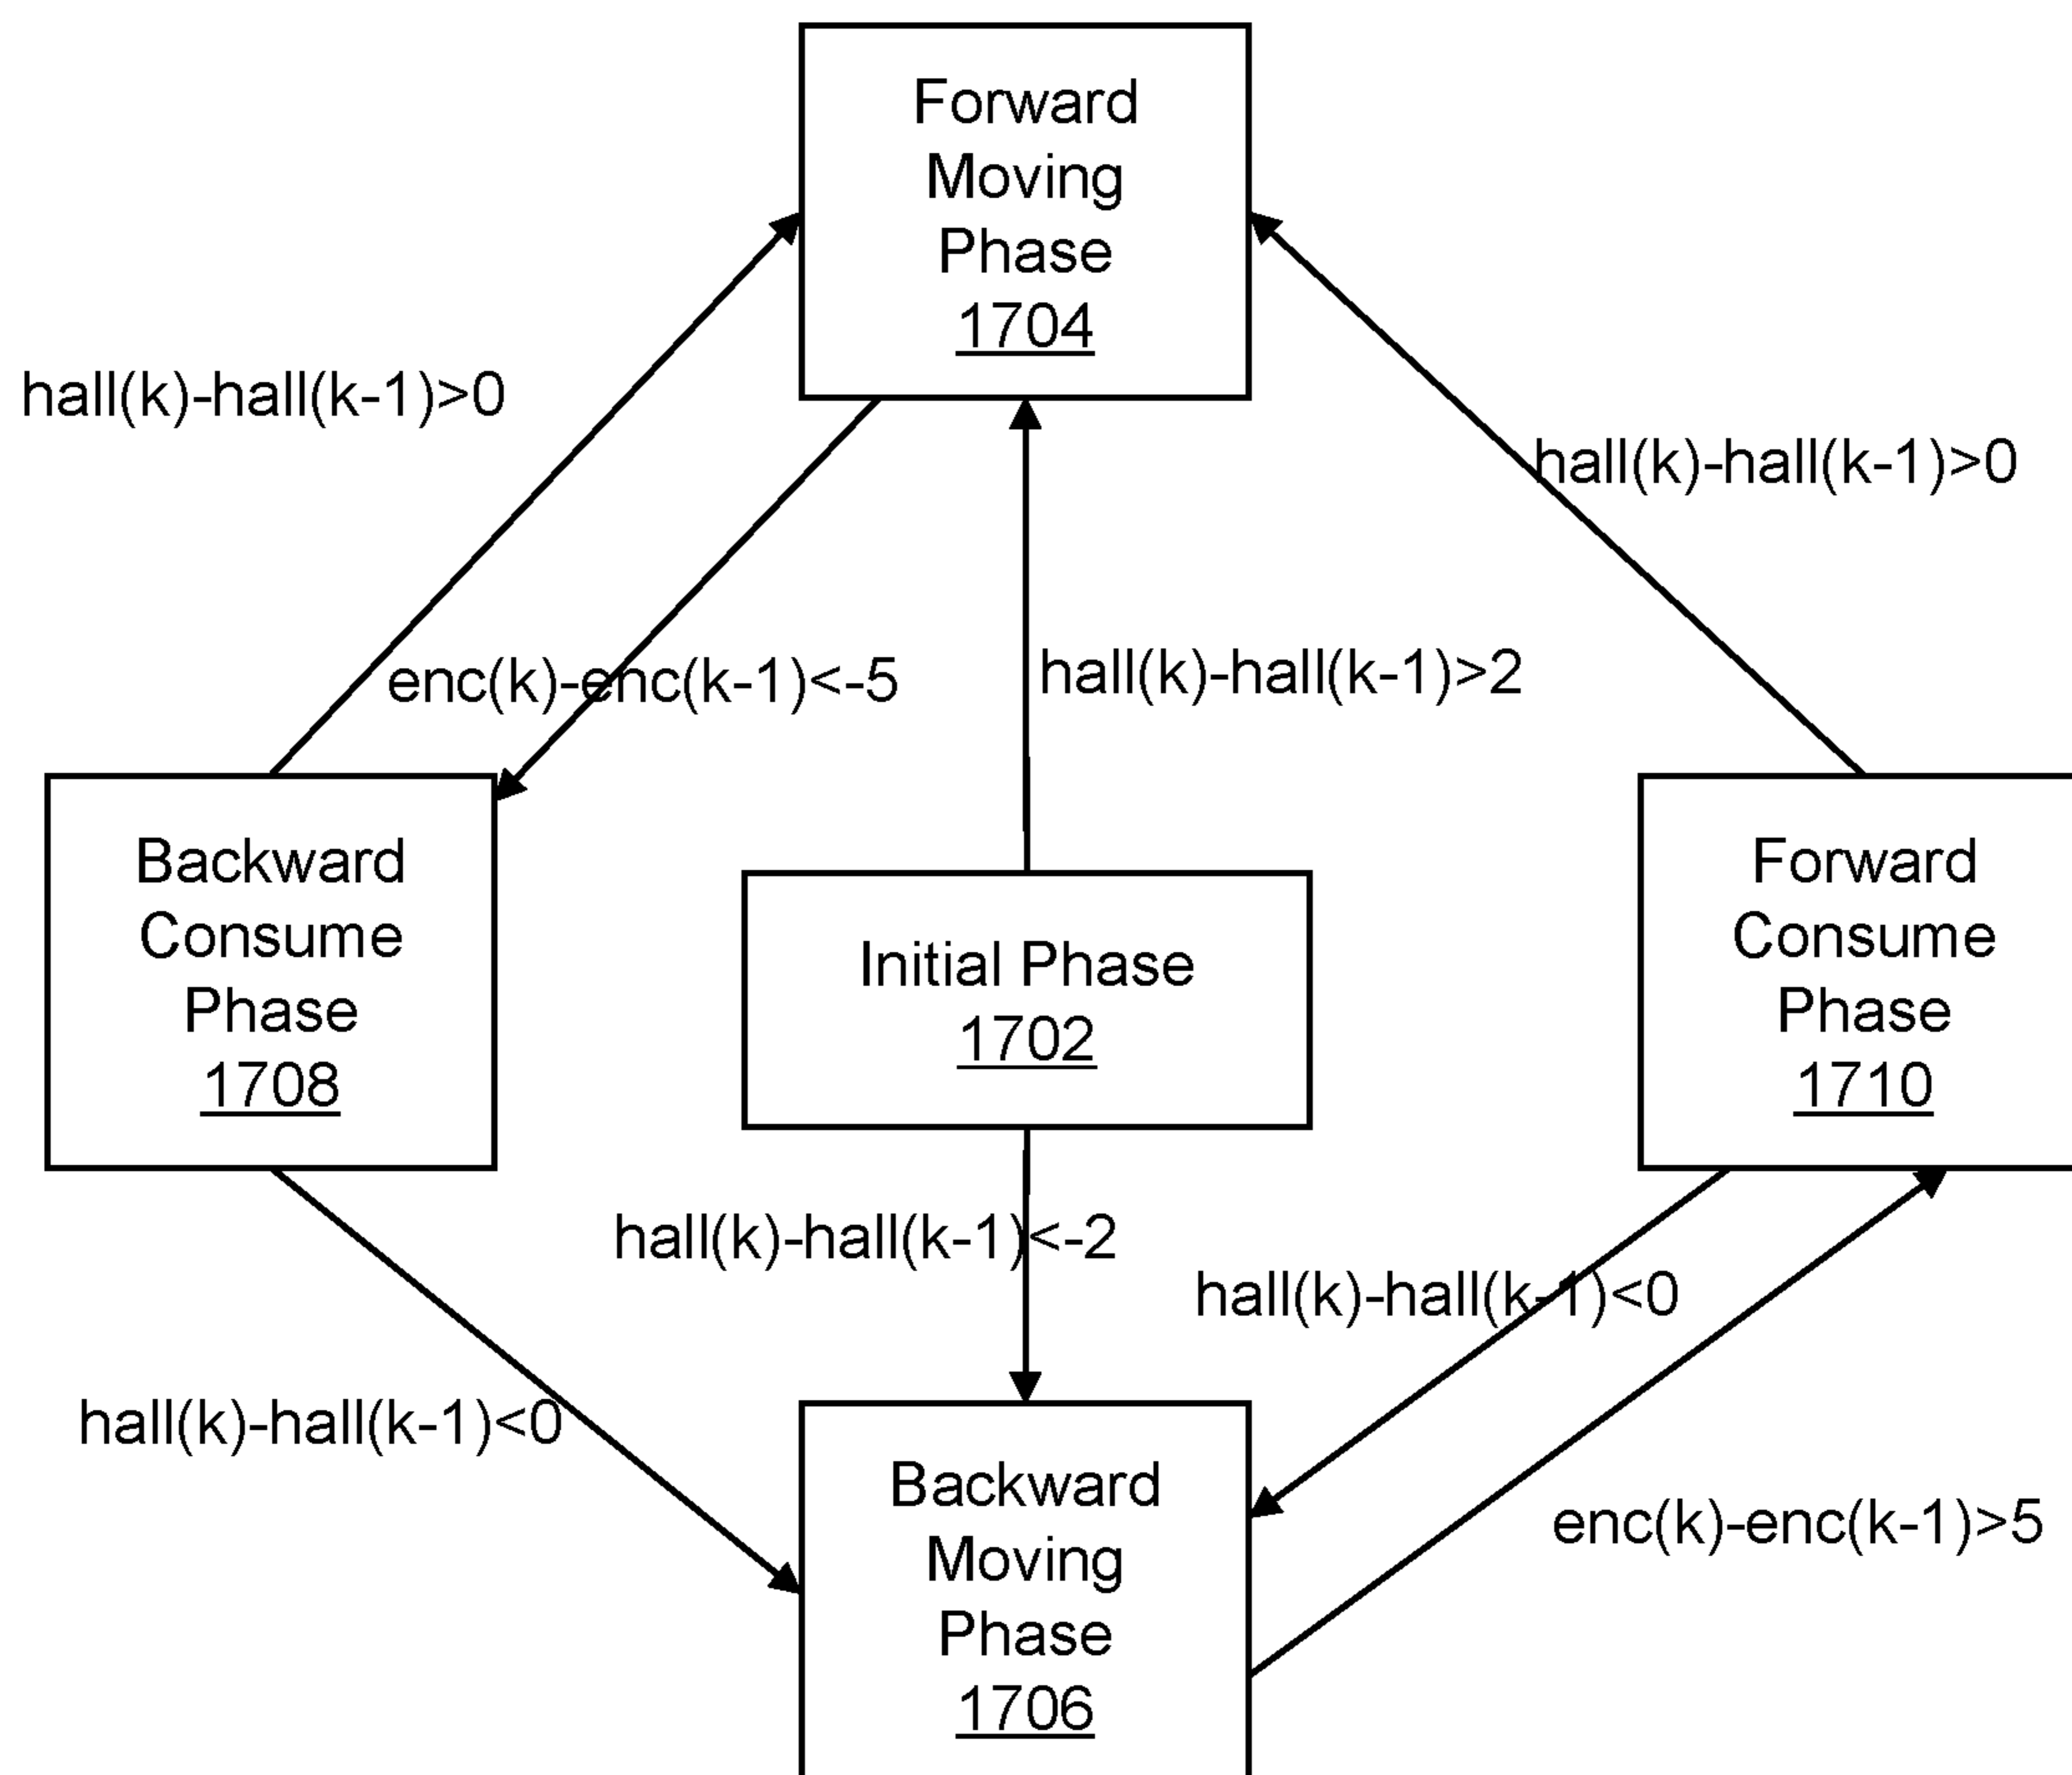 Forward
Moving
Phase
1704
hall(k)-hall(k-1)>0
hall(k)-hall(k-1)>0
enc(k)-enc(k-1)<-5
hall(k)-hall(k-1)>2
Backward
Consume
Phase
1708
Initial Phase
1702
Forward
Consume
Phase
1710
hall(k)-hall(k-1)<-2
hall(k)-hall(k-1)<0
hall(k)-hall(k-1)<0
Backward
Moving
Phase
1706
enc(k)-enc(k-1)>5